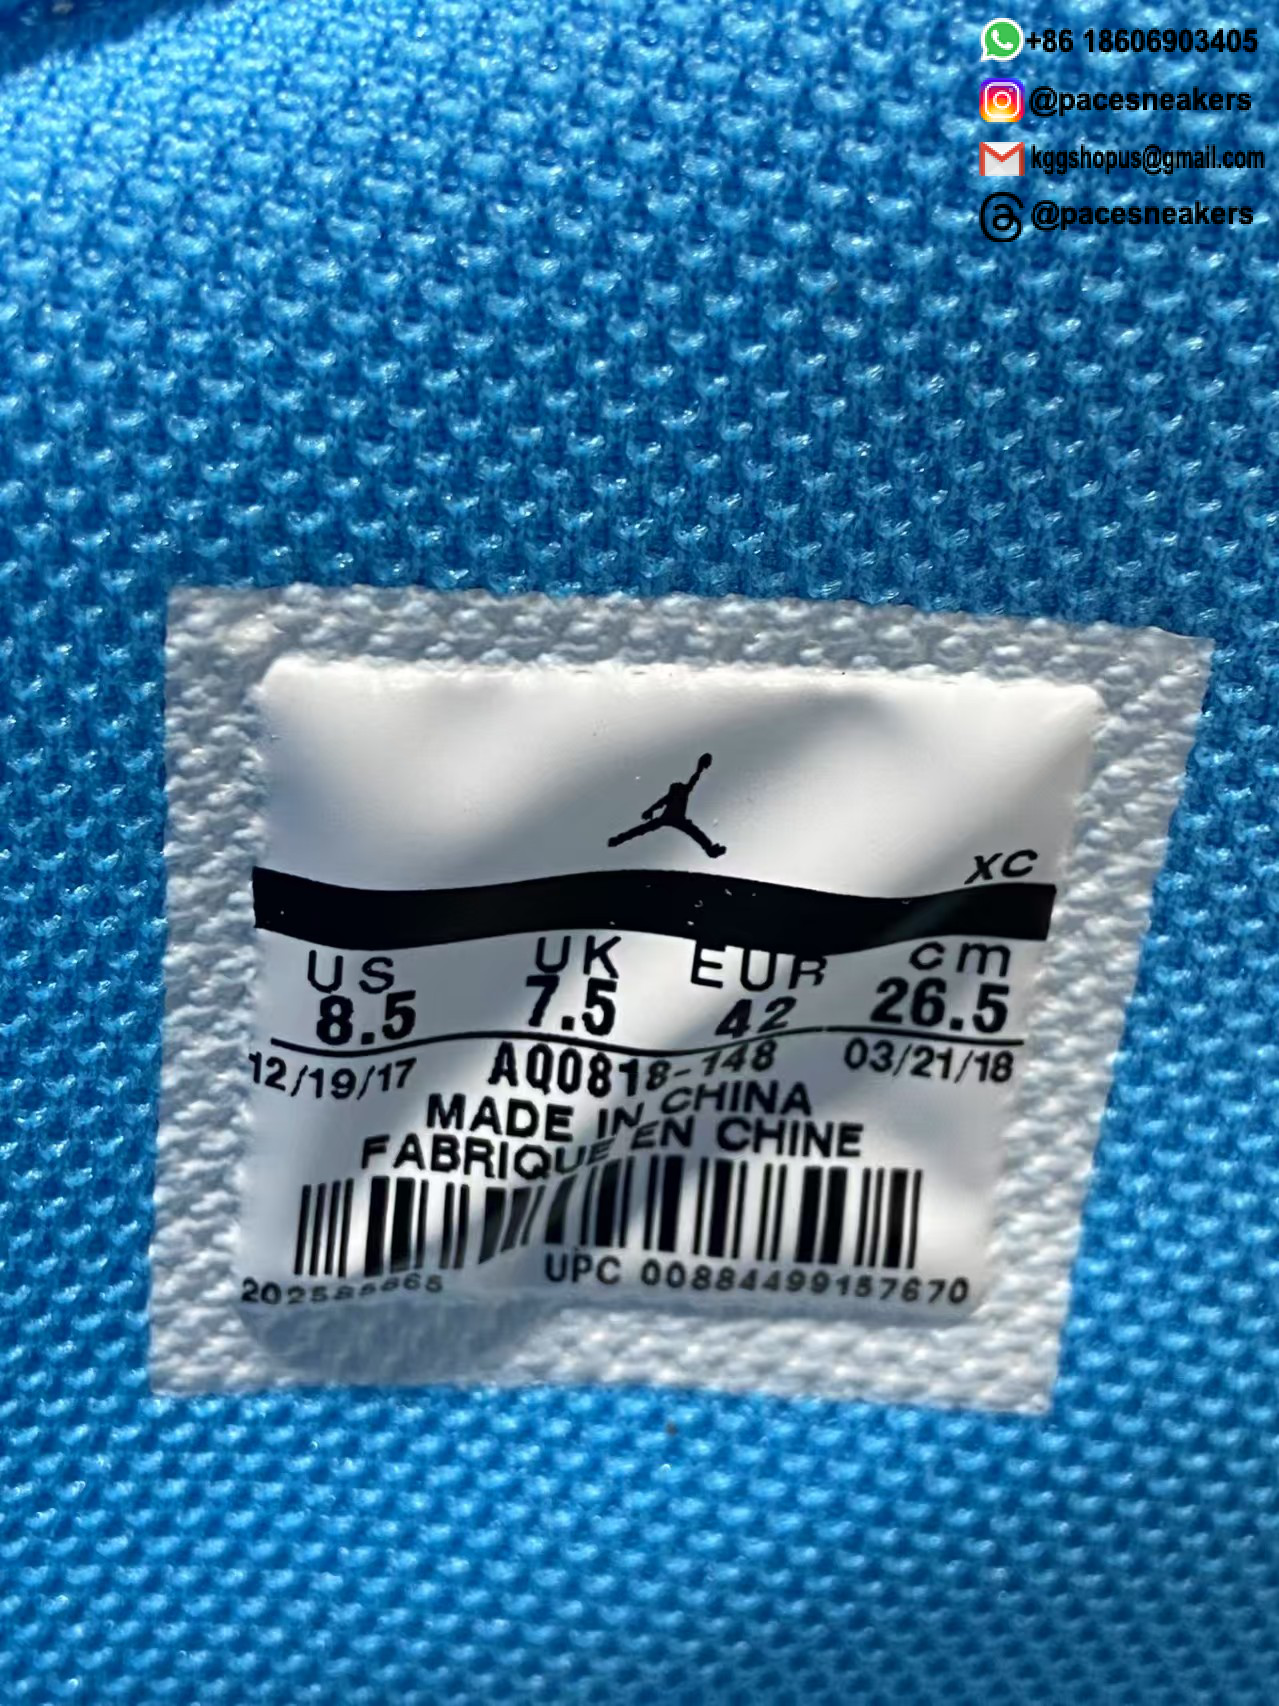 +86 18606903405
@pacesneakers
kggshopus@gmail.com
@pacesneakers
XC
US UK EUR cm
8.5 7.5 42 26.5
12/19/17 AQ0818-148 03/21/18
MADE IN CHINA
FABRIQUE EN CHINE
UPC 00884499157670